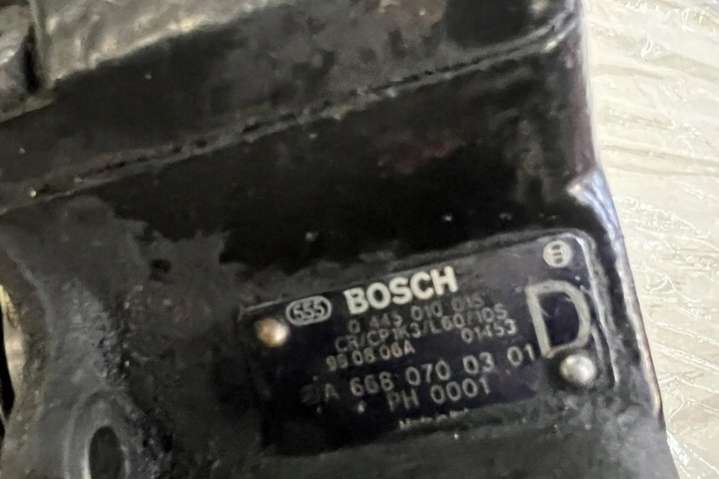 555 BOSCH
0 445 010 015
CR/CP1K3/L60/10S
99.08.06A 01453
D
A 668 070 03 01
PH 0001